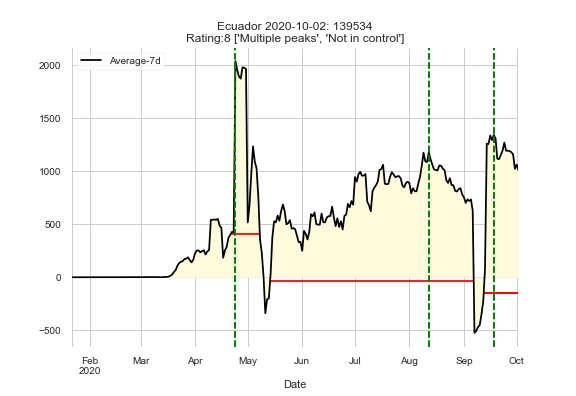 Ecuador 2020-10-02: 139534
Rating:8 ['Multiple peaks', 'Not in control']
Average-7d
2000
1500
1000
500
0
−500
Feb
2020
Mar
Apr
May
Jun
Jul
Aug
Sep
Oct
Date